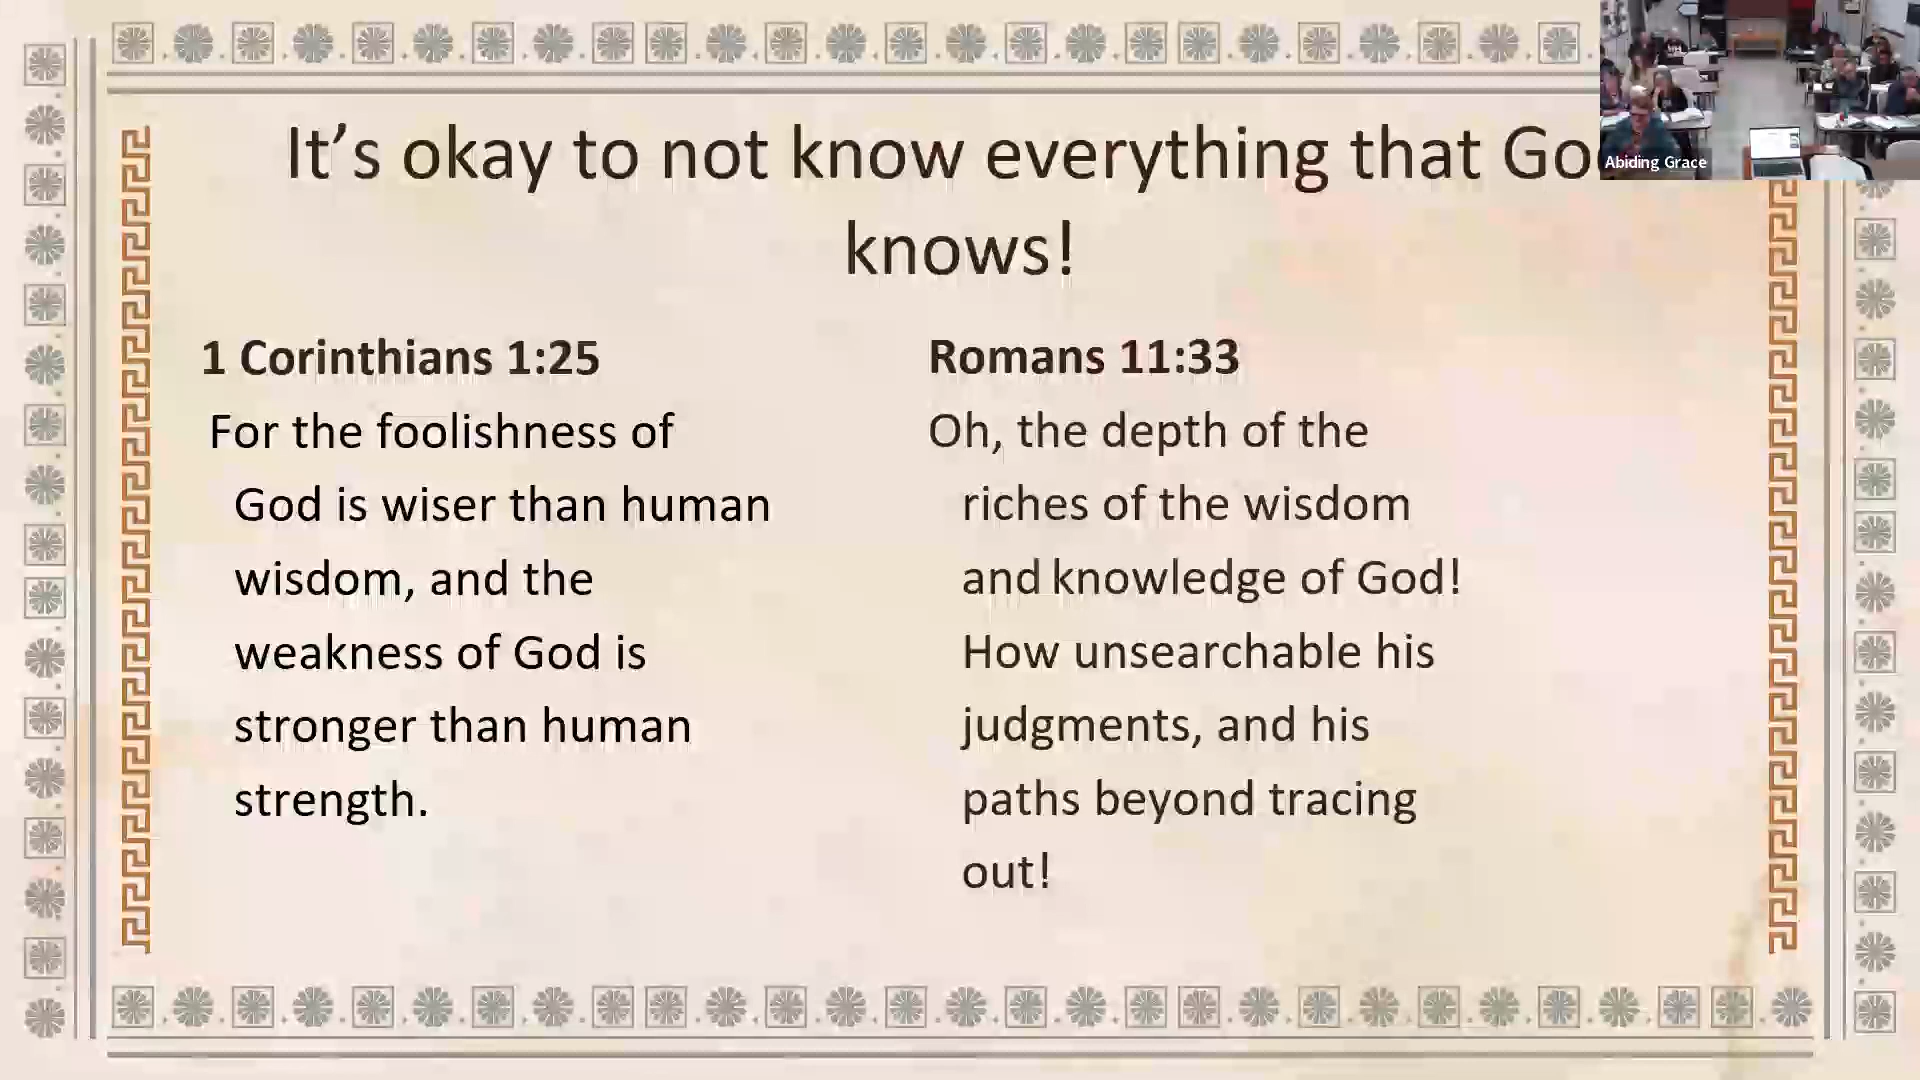 It’s okay to not know everything that Go
knows!
Abiding Grace
1 Corinthians 1:25
For the foolishness of
God is wiser than human
wisdom, and the
weakness of God is
stronger than human
strength.
Romans 11:33
Oh, the depth of the
riches of the wisdom
and knowledge of God!
How unsearchable his
judgments, and his
paths beyond tracing
out!